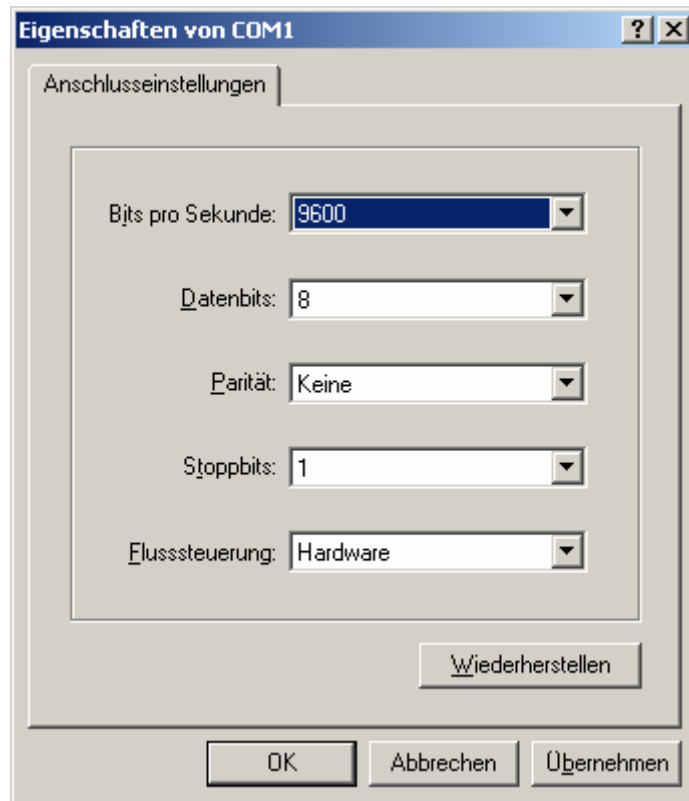 Eigenschaften von COM1
Anschlusseinstellungen
Bits pro Sekunde: 9600
Datenbits: 8
Parität: Keine
Stoppbits: 1
Flusssteuerung: Hardware
Wiederherstellen
OK Abbrechen Übernehmen